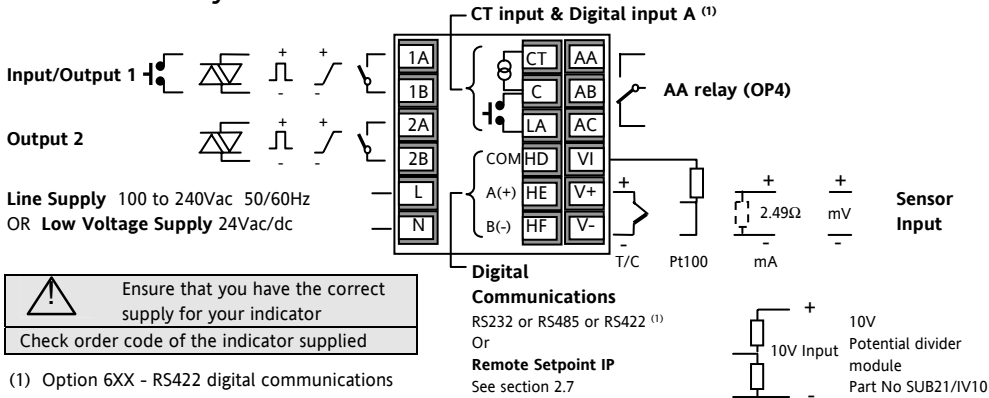 CT input & Digital input A (1)
Input/Output 1
+ +
- -
Output 2
+ +
- -
Line Supply 100 to 240Vac 50/60Hz
OR Low Voltage Supply 24Vac/dc
1A
1B
2A
2B
L
N
CT
C
LA
COM HD
A(+) HE
B(-) HF
AA
AB
AC
VI
V+
V-
AA relay (OP4)
+
-
T/C
Pt100
+
2.49Ω
-
mA
+
mV
-
Sensor
Input
Ensure that you have the correct
supply for your indicator
Check order code of the indicator supplied
(1) Option 6XX - RS422 digital communications
Digital
Communications
RS232 or RS485 or RS422 (1)
Or
Remote Setpoint IP
See section 2.7
+
10V Input
-
10V
Potential divider
module
Part No SUB21/IV10